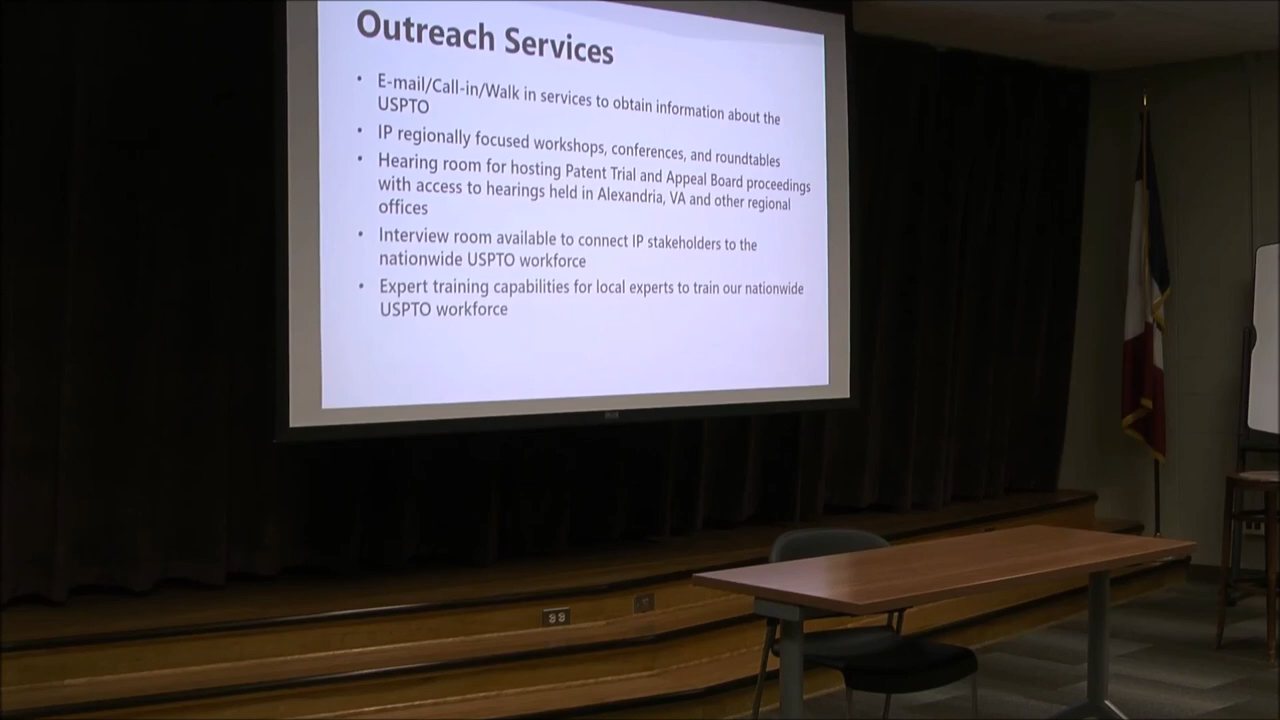 Outreach Services
• E-mail/Call-in/Walk in services to obtain information about the
USPTO
• IP regionally focused workshops, conferences, and roundtables
• Hearing room for hosting Patent Trial and Appeal Board proceedings
with access to hearings held in Alexandria, VA and other regional
offices
• Interview room available to connect IP stakeholders to the
nationwide USPTO workforce
• Expert training capabilities for local experts to train our nationwide
USPTO workforce